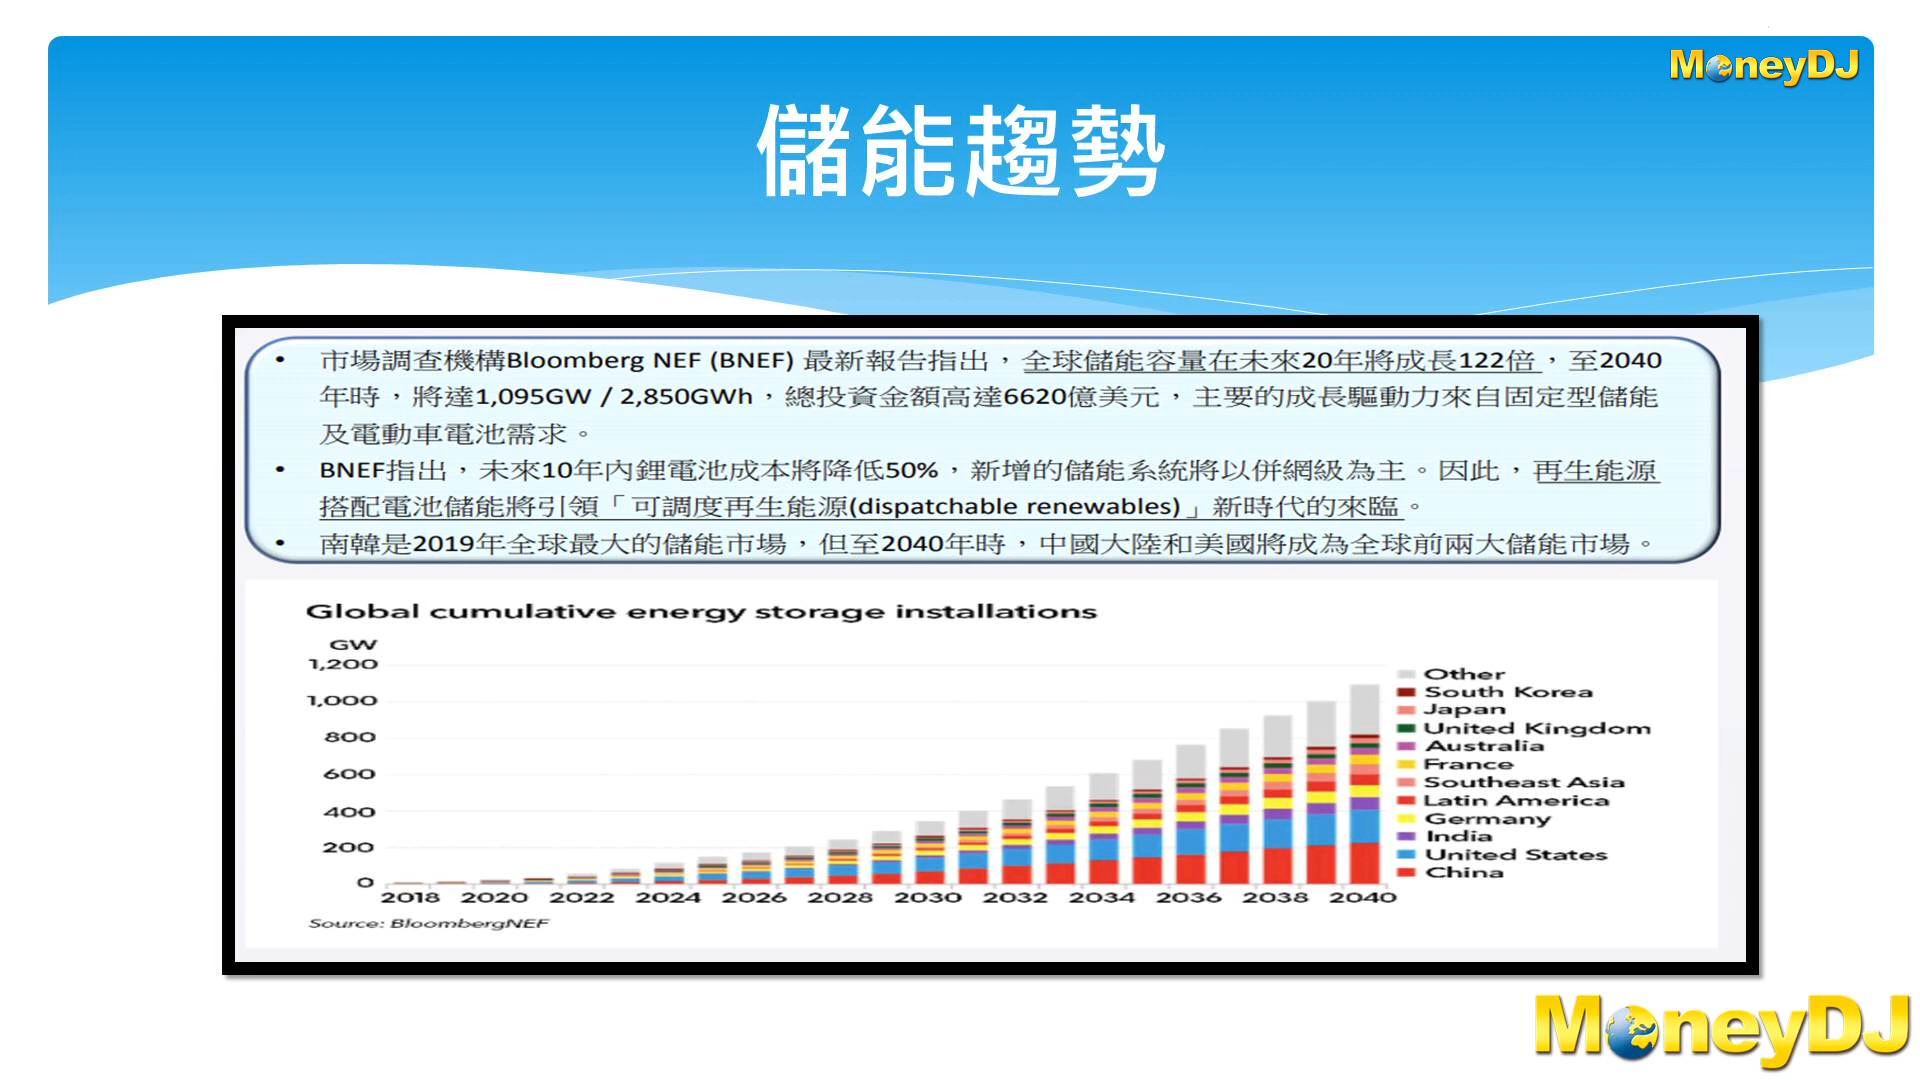 MoneyDJ
儲能趨勢
• 市場調查機構Bloomberg NEF (BNEF) 最新報告指出，全球儲能容量在未來20年將成長122倍，至2040
年時，將達1,095GW / 2,850GWh，總投資金額高達6620億美元，主要的成長驅動力來自固定型儲能
及電動車電池需求。
• BNEF指出，未來10年內鋰電池成本將降低50%，新增的儲能系統將以併網級為主。因此，再生能源
搭配電池儲能將引領「可調度再生能源(dispatchable renewables)」新時代的來臨。
• 南韓是2019年全球最大的儲能市場，但至2040年時，中國大陸和美國將成為全球前兩大儲能市場。
Global cumulative energy storage installations
GW
1,200
1,000
800
600
400
200
0
2018 2020 2022 2024 2026 2028 2030 2032 2034 2036 2038 2040
Other
South Korea
Japan
United Kingdom
Australia
France
Southeast Asia
Latin America
Germany
India
United States
China
Source: BloombergNEF
MoneyDJ